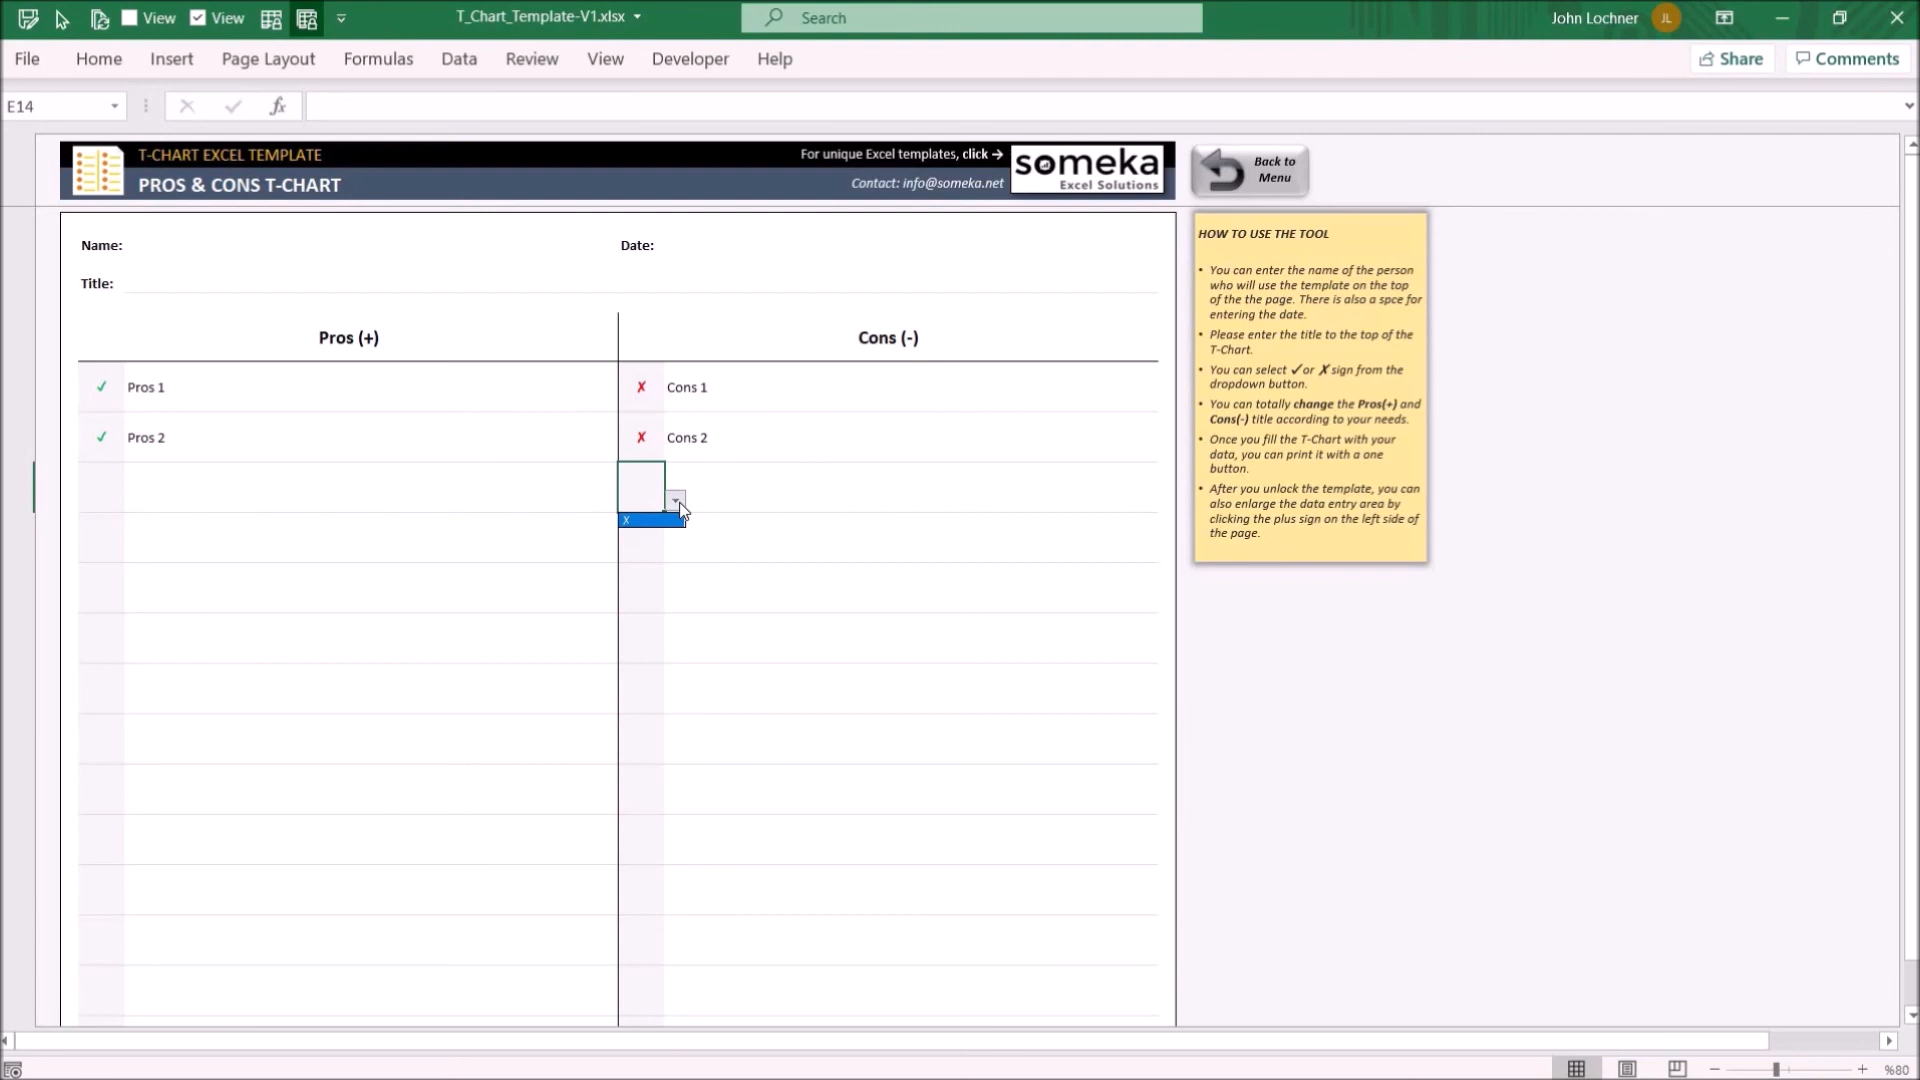 View
View
T_Chart_Template-V1.xlsx
Search
John Lochner
JL
File
Home
Insert
Page Layout
Formulas
Data
Review
View
Developer
Help
Share
Comments
E14
fx
T-CHART EXCEL TEMPLATE
PROS & CONS T-CHART
For unique Excel templates, click →
Contact: info@someka.net
someka
Excel Solutions
Back to
Menu
Name:
Date:
Title:
Pros (+)
Cons (-)
✓ Pros 1
✗ Cons 1
✓ Pros 2
✗ Cons 2
X
HOW TO USE THE TOOL
• You can enter the name of the person
who will use the template on the top
of the the page. There is also a spce for
entering the date.
• Please enter the title to the top of the
T-Chart.
• You can select ✓or ✗ sign from the
dropdown button.
• You can totally change the Pros(+) and
Cons(-) title according to your needs.
• Once you fill the T-Chart with your
data, you can print it with a one
button.
• After you unlock the template, you can
also enlarge the data entry area by
clicking the plus sign on the left side of
the page.
%80